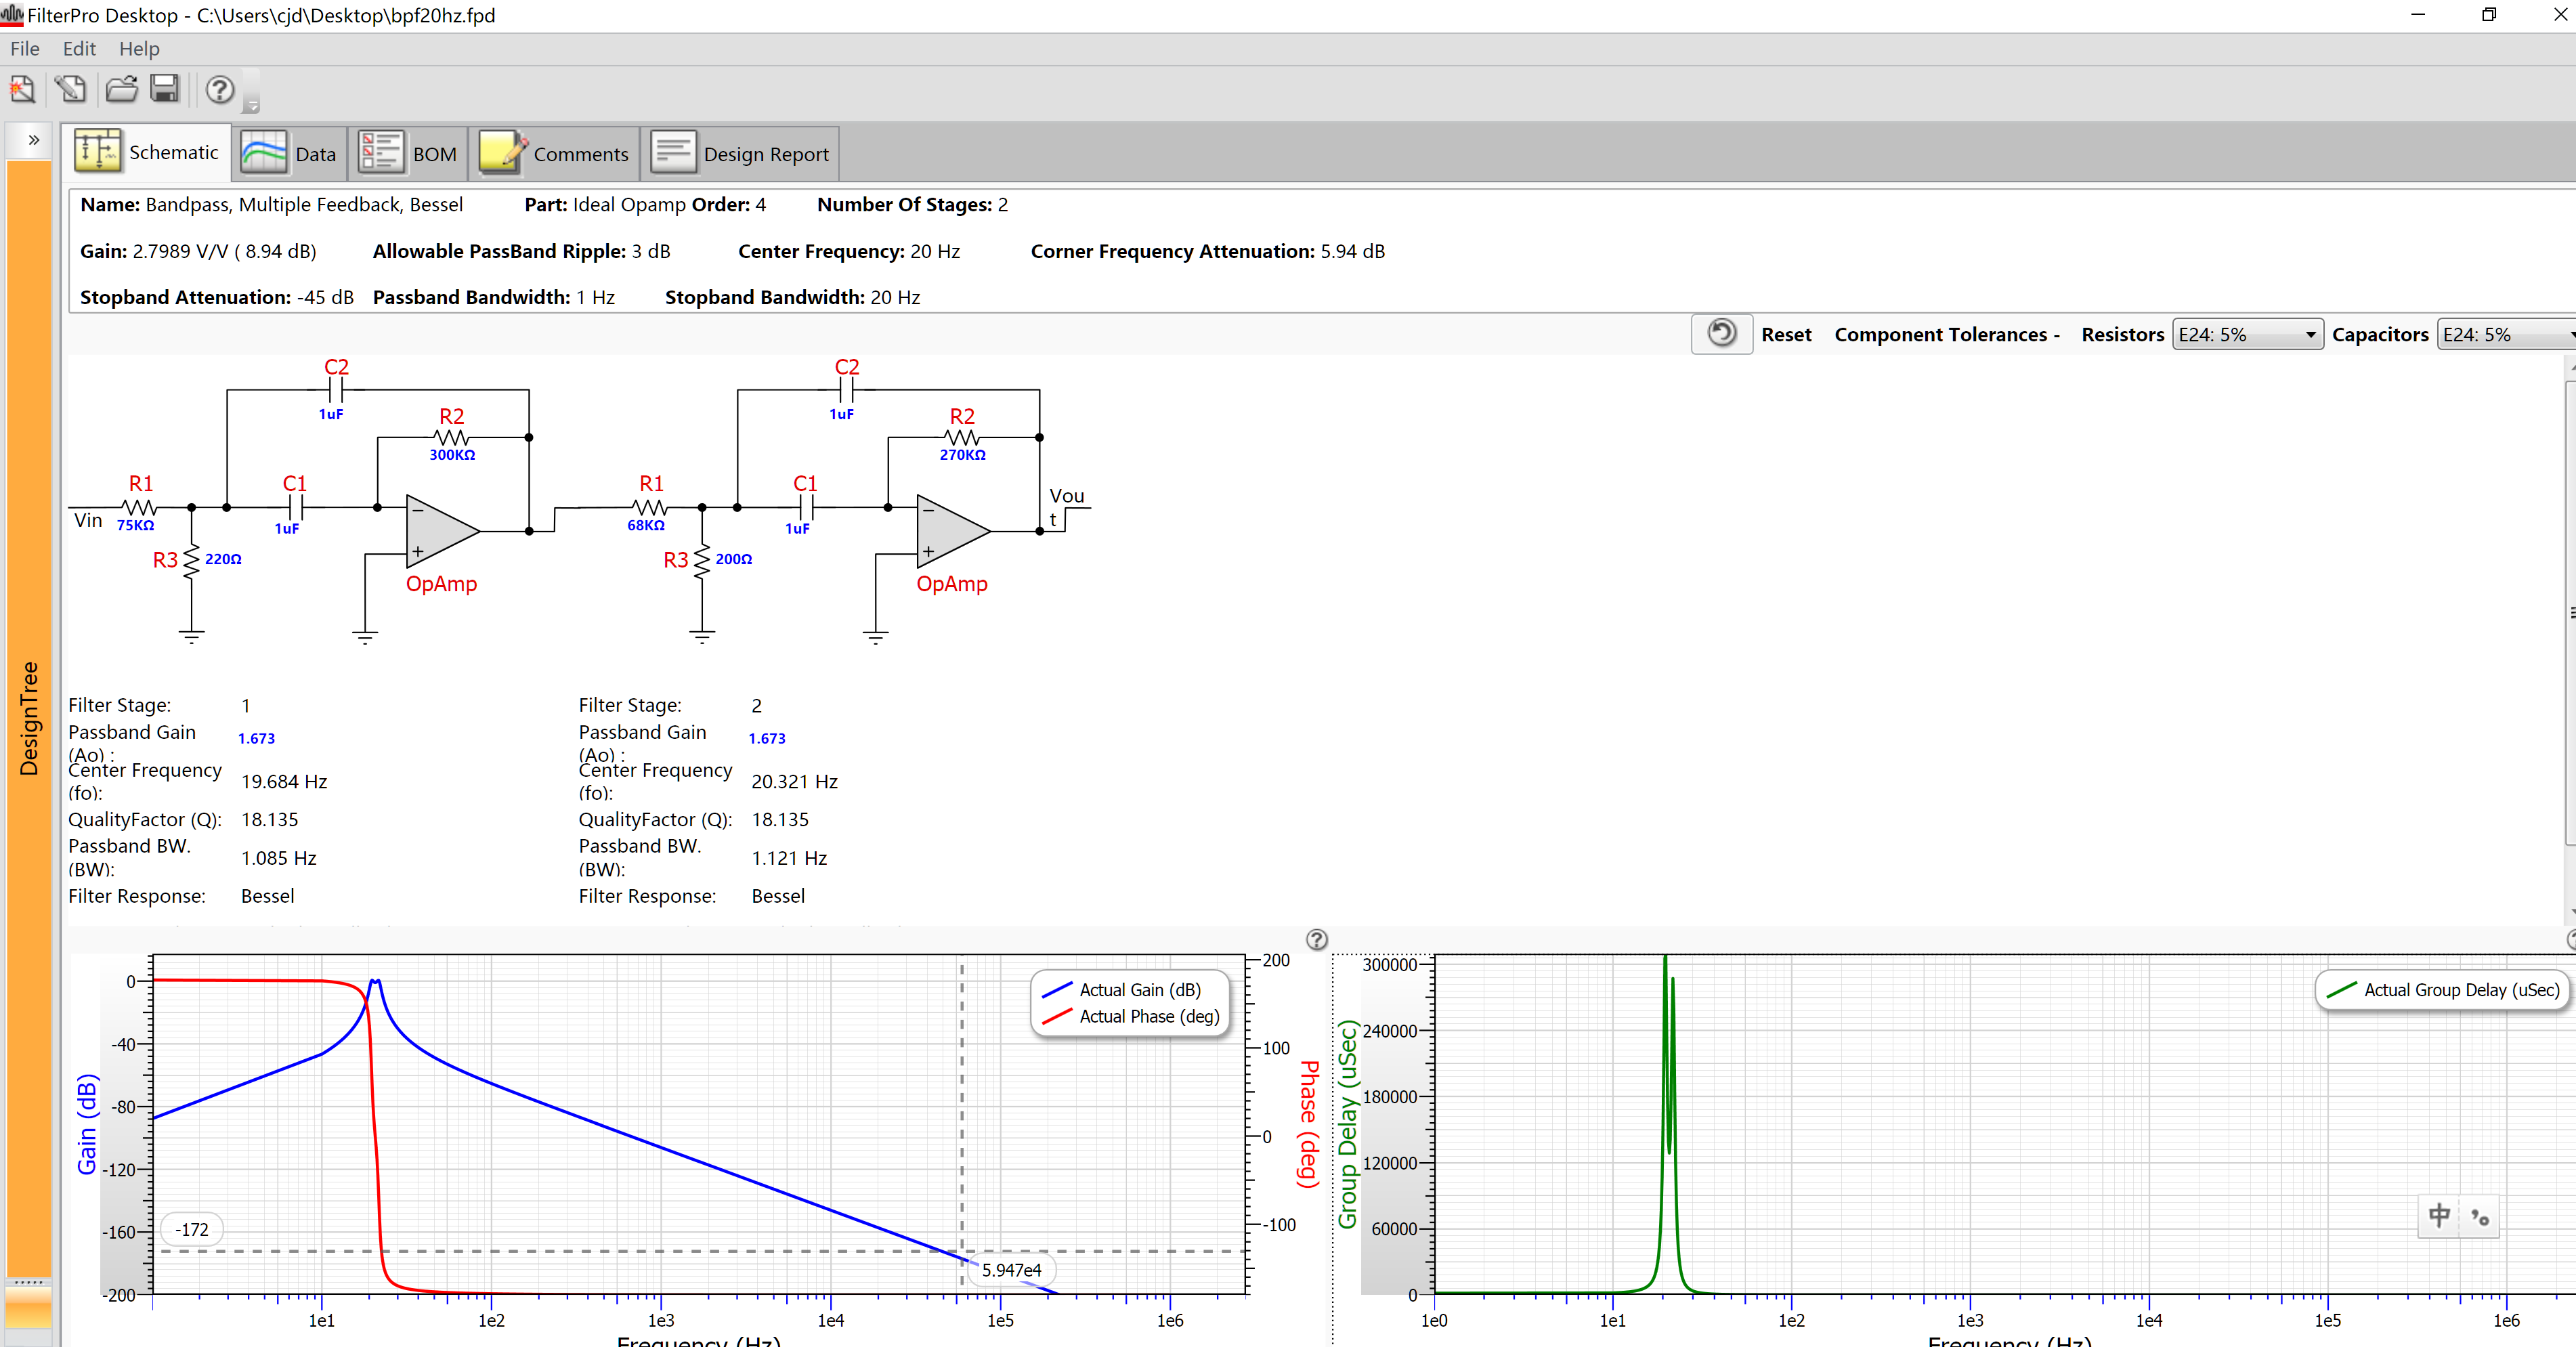 FilterPro Desktop - C:\Users\cjd\Desktop\bpf20hz.fpd
File Edit Help
Schematic Data BOM Comments Design Report
Name: Bandpass, Multiple Feedback, Bessel Part: Ideal Opamp Order: 4 Number Of Stages: 2
Gain: 2.7989 V/V ( 8.94 dB) Allowable PassBand Ripple: 3 dB Center Frequency: 20 Hz Corner Frequency Attenuation: 5.94 dB
Stopband Attenuation: -45 dB Passband Bandwidth: 1 Hz Stopband Bandwidth: 20 Hz
Reset Component Tolerances - Resistors E24: 5% Capacitors E24: 5%
DesignTree
C2 C2
1uF 1uF
R2 R2
300KΩ 270KΩ
R1 C1 R1 C1
Vou
t
Vin 75KΩ 1uF 68KΩ 1uF
R3 220Ω R3 200Ω
− + − +
OpAmp OpAmp
Filter Stage: 1 Filter Stage: 2
Passband Gain Passband Gain
(Ao) : 1.673 (Ao) : 1.673
Center Frequency Center Frequency
(fo): 19.684 Hz (fo): 20.321 Hz
QualityFactor (Q): 18.135 QualityFactor (Q): 18.135
Passband BW. Passband BW.
(BW): 1.085 Hz (BW): 1.121 Hz
Filter Response: Bessel Filter Response: Bessel
Gain (dB)
0
-40
-80
-120
-160
-200
-172
5.947e4
Actual Gain (dB)
Actual Phase (deg)
200
100
0
-100
Phase (deg)
1e1 1e2 1e3 1e4 1e5 1e6
Frequency (Hz)
Group Delay (uSec)
300000
240000
180000
120000
60000
0
Actual Group Delay (uSec)
中 °,
1e0 1e1 1e2 1e3 1e4 1e5 1e6
Frequency (Hz)